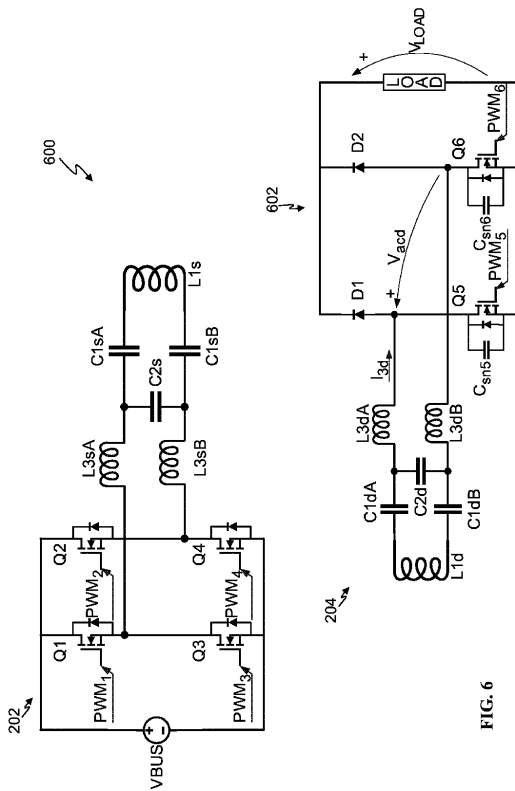 600
202
Q1
Q2
PWM1
PWM2
VBUS
+
−
Q3
Q4
PWM3
PWM4
L3sA
L3sB
C1sA
C2s
C1sB
L1s
602
204
L1d
C1dA
C2d
C1dB
L3dA
L3dB
I3d
D1
D2
+
Vacd
+
VLOAD
LOAD
Q5
Q6
Csn5
Csn6
PWM5
PWM6
FIG. 6